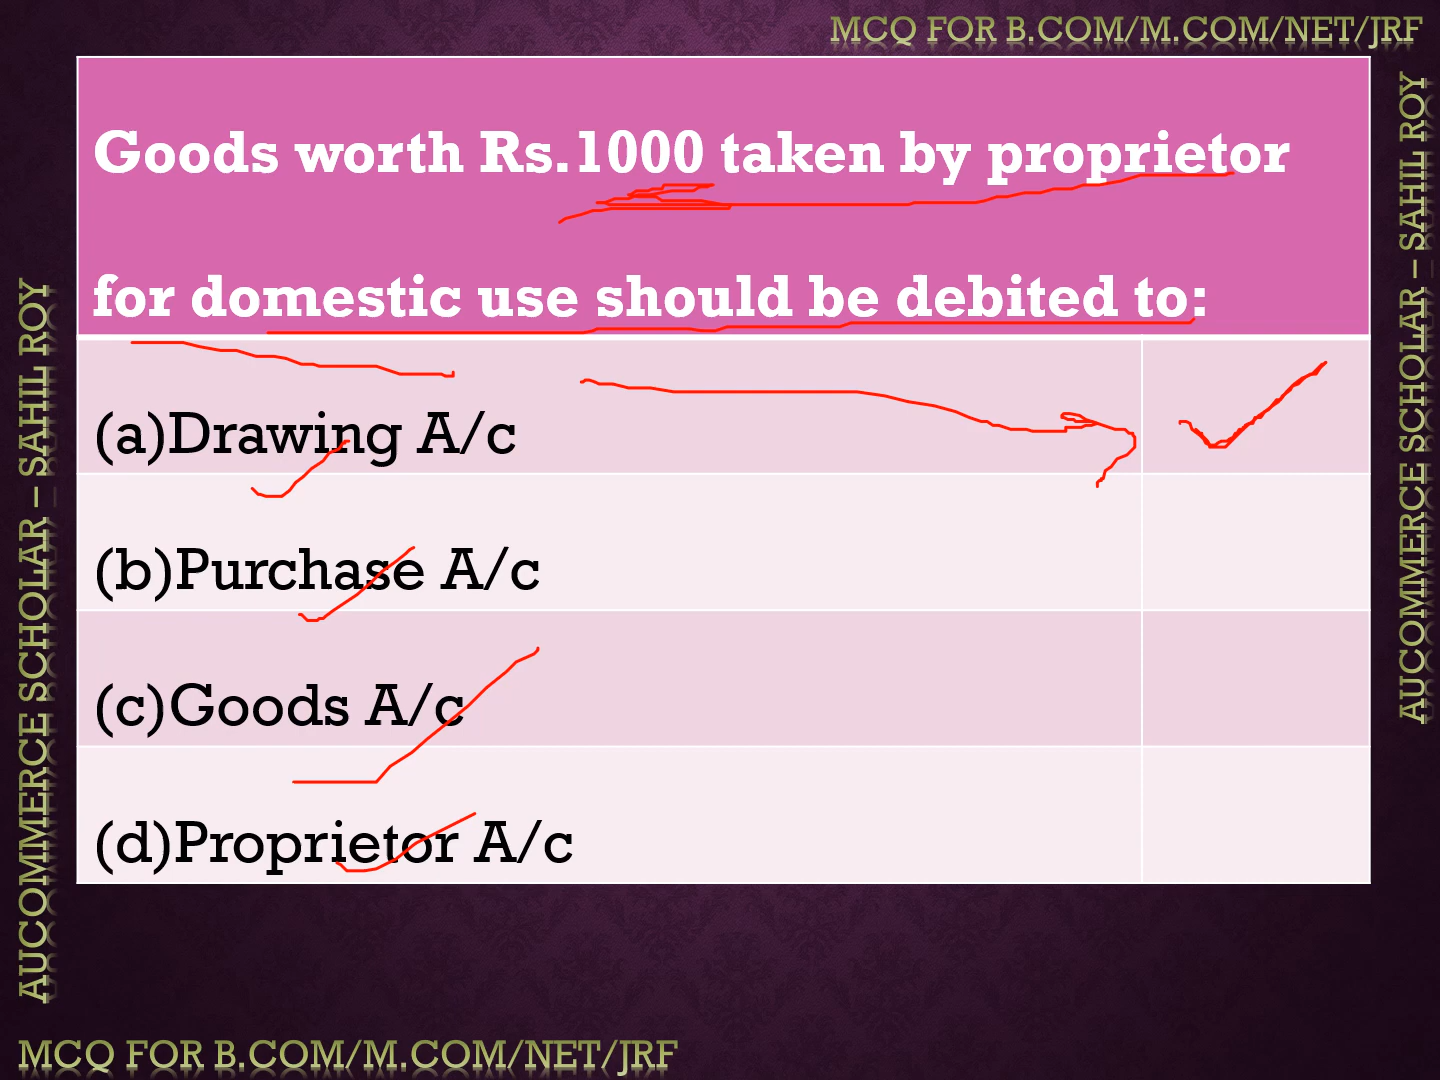 MCQ FOR B.COM/M.COM/NET/JRF
Goods worth Rs.1000 taken by proprietor
for domestic use should be debited to:
(a)Drawing A/c
(b)Purchase A/c
(c)Goods A/c
(d)Proprietor A/c
AUCOMMERCE SCHOLAR – SAHIL ROY
AUCOMMERCE SCHOLAR – SAHIL ROY
MCQ FOR B.COM/M.COM/NET/JRF